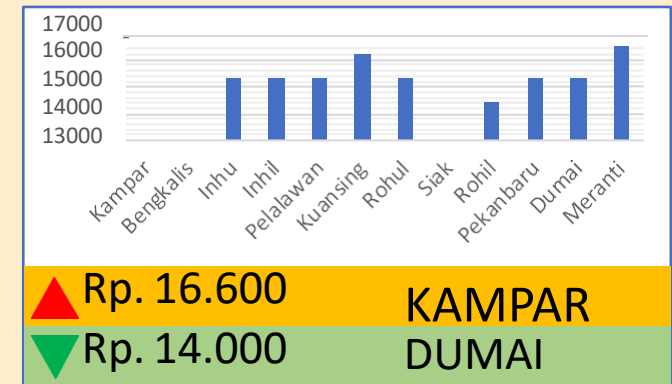 17000
16000
15000
14000
13000
Kampar
Bengkalis
Inhu
Inhil
Pelalawan
Kuansing
Rohul
Siak
Rohil
Pekanbaru
Dumai
Meranti
Rp. 16.600 KAMPAR
Rp. 14.000 DUMAI